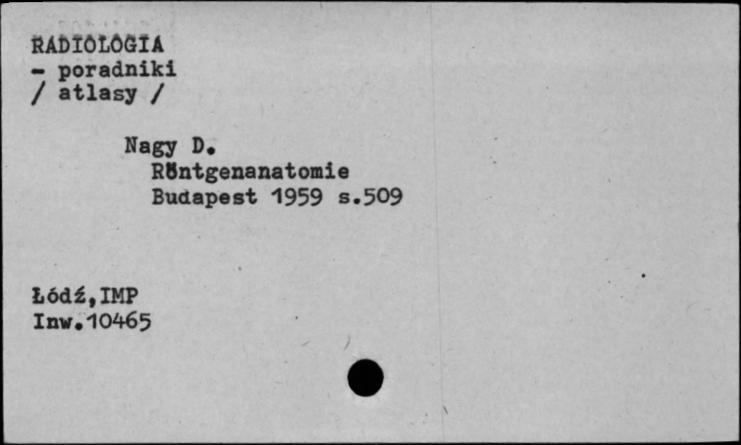 RADIOLOGIA
- poradniki
/ atlasy /
Nagy D.
Röntgenanatomie
Budapest 1959 s.509
Łódź,IMP
Inw.10465